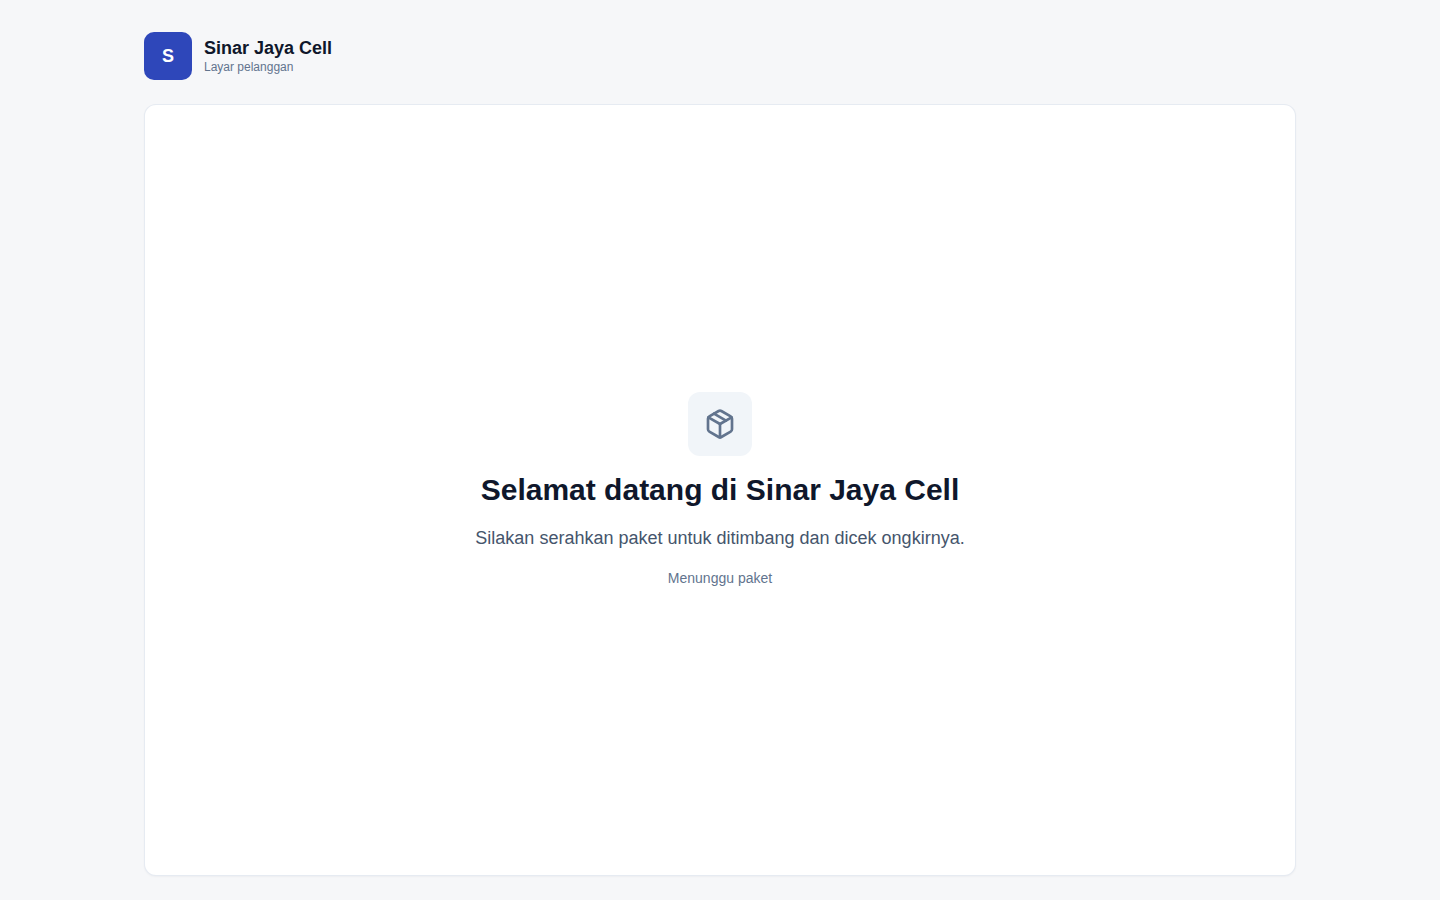 S
Sinar Jaya Cell
Layar pelanggan
Selamat datang di Sinar Jaya Cell
Silakan serahkan paket untuk ditimbang dan dicek ongkirnya.
Menunggu paket